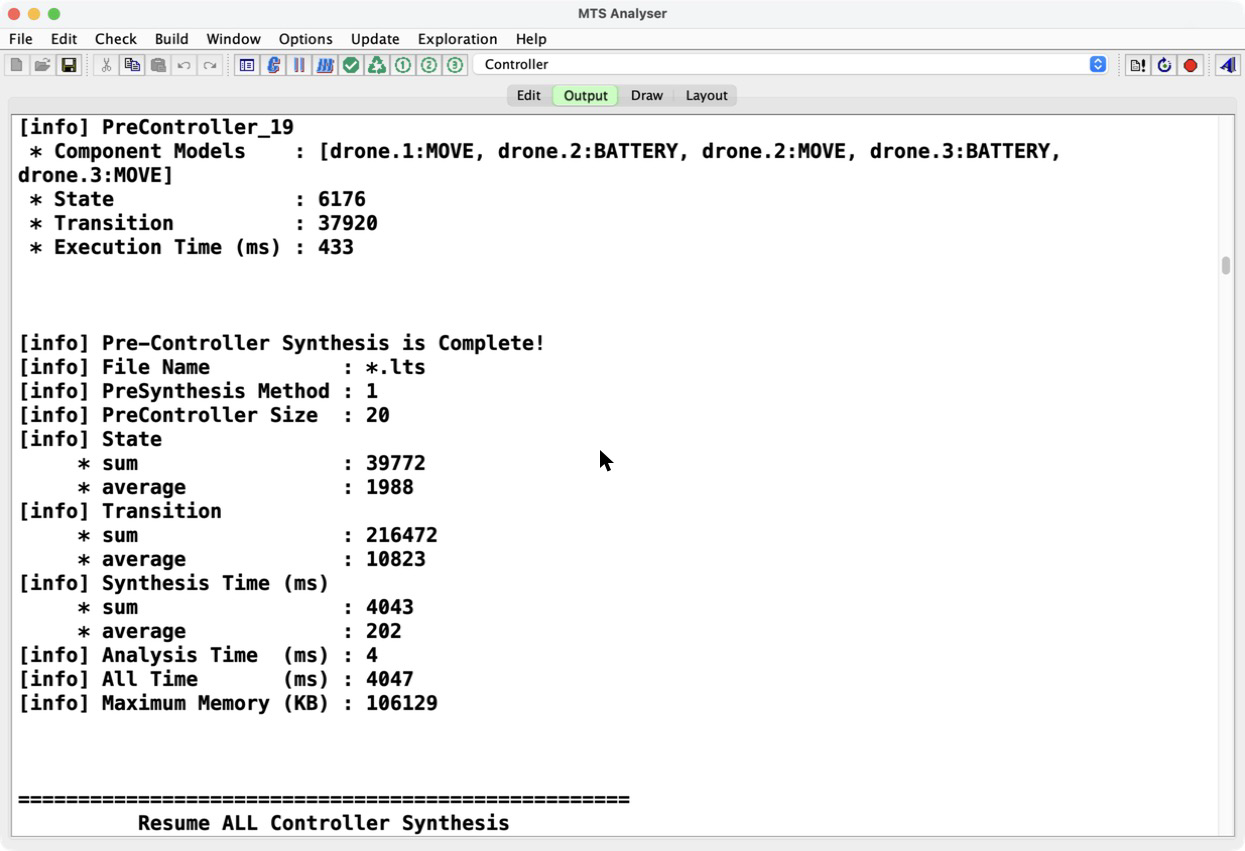 MTS Analyser
File Edit Check Build Window Options Update Exploration Help
Controller
Edit Output Draw Layout
[info] PreController_19
 * Component Models    : [drone.1:MOVE, drone.2:BATTERY, drone.2:MOVE, drone.3:BATTERY,
drone.3:MOVE]
 * State               : 6176
 * Transition          : 37920
 * Execution Time (ms) : 433
[info] Pre-Controller Synthesis is Complete!
[info] File Name           : *.lts
[info] PreSynthesis Method : 1
[info] PreController Size  : 20
[info] State
     * sum                 : 39772
     * average             : 1988
[info] Transition
     * sum                 : 216472
     * average             : 10823
[info] Synthesis Time (ms)
     * sum                 : 4043
     * average             : 202
[info] Analysis Time  (ms) : 4
[info] All Time       (ms) : 4047
[info] Maximum Memory (KB) : 106129
===================================================
          Resume ALL Controller Synthesis